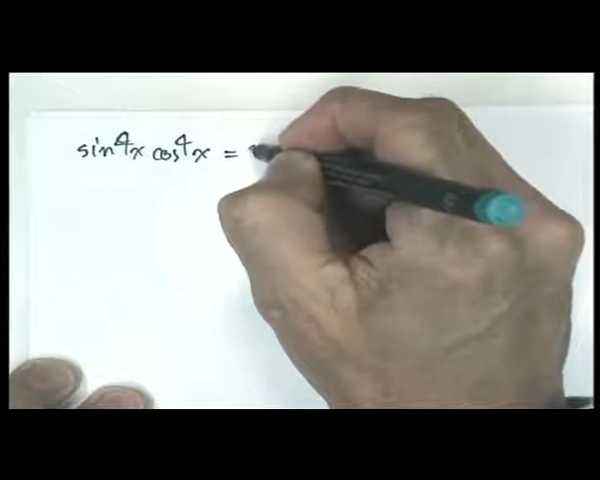 sin⁴x cos⁴x =